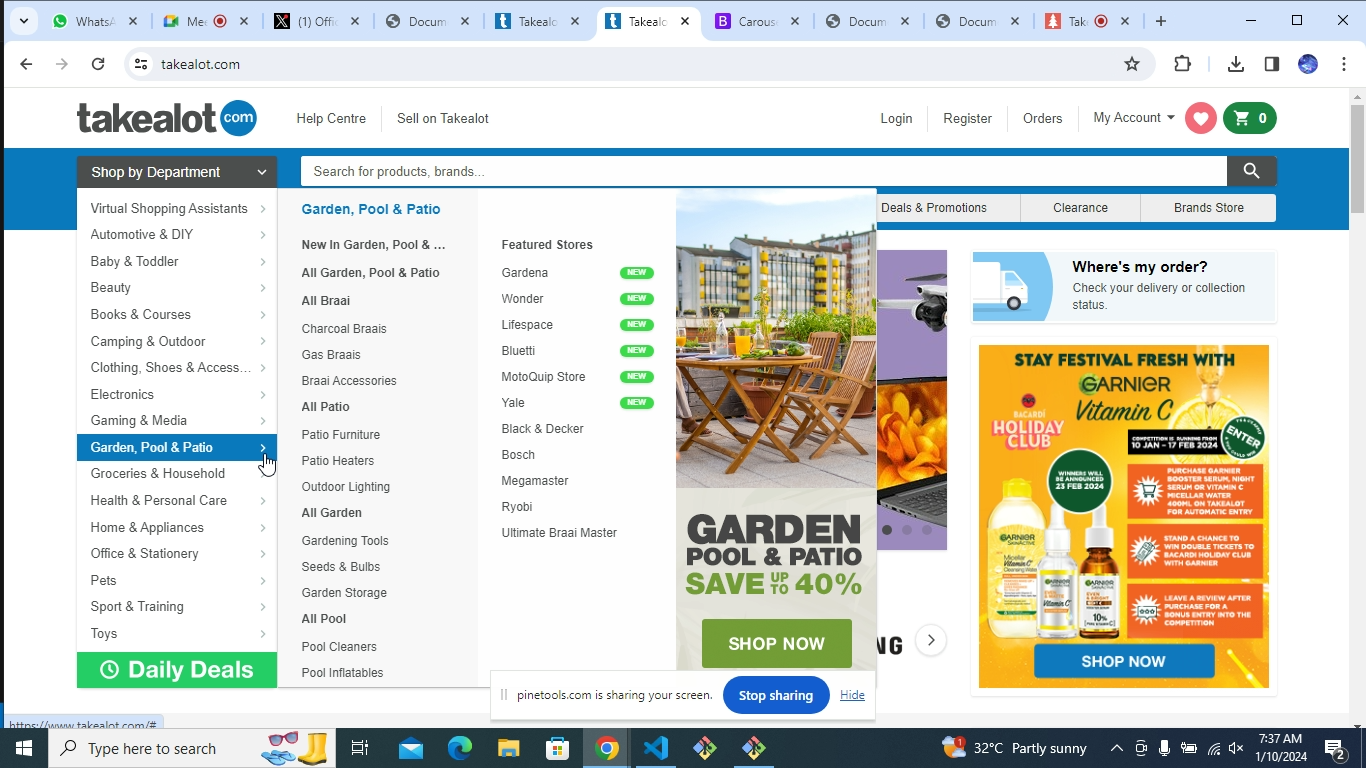 WhatsA
Mee
(1) Offic
Docum
Takealo
Takealo
Carous
Docum
Docum
Tak
takealot.com
takealot com
Help Centre
Sell on Takealot
Login
Register
Orders
My Account
0
Shop by Department
Search for products, brands...
Deals & Promotions
Clearance
Brands Store
Virtual Shopping Assistants
Automotive & DIY
Baby & Toddler
Beauty
Books & Courses
Camping & Outdoor
Clothing, Shoes & Access...
Electronics
Gaming & Media
Garden, Pool & Patio
Groceries & Household
Health & Personal Care
Home & Appliances
Office & Stationery
Pets
Sport & Training
Toys
Daily Deals
Garden, Pool & Patio
New In Garden, Pool & ...
All Garden, Pool & Patio
All Braai
Charcoal Braais
Gas Braais
Braai Accessories
All Patio
Patio Furniture
Patio Heaters
Outdoor Lighting
All Garden
Gardening Tools
Seeds & Bulbs
Garden Storage
All Pool
Pool Cleaners
Pool Inflatables
Featured Stores
Gardena NEW
Wonder NEW
Lifespace NEW
Bluetti NEW
MotoQuip Store NEW
Yale NEW
Black & Decker
Bosch
Megamaster
Ryobi
Ultimate Braai Master
GARDEN
POOL & PATIO
SAVE UP TO 40%
SHOP NOW
NG
Where's my order?
Check your delivery or collection
status.
STAY FESTIVAL FRESH WITH
GARNIER
Vitamin C
BACARDÍ
HOLIDAY
CLUB
COMPETITION IS RUNNING FROM
10 JAN - 17 FEB 2024
ENTER
WINNERS WILL
BE ANNOUNCED
23 FEB 2024
PURCHASE GARNIER
BOOSTER SERUM, NIGHT
SERUM OR VITAMIN C
MICELLAR WATER
400ML ON TAKEALOT
FOR AUTOMATIC ENTRY
STAND A CHANCE TO
WIN DOUBLE TICKETS TO
BACARDI HOLIDAY CLUB
WITH GARNIER
LEAVE A REVIEW AFTER
PURCHASE FOR A
BONUS ENTRY INTO THE
COMPETITION
GARNIER
Vitamin C
10%
SHOP NOW
pinetools.com is sharing your screen.
Stop sharing
Hide
https://www.takealot.com/#
Type here to search
32°C Partly sunny
7:37 AM
1/10/2024
2